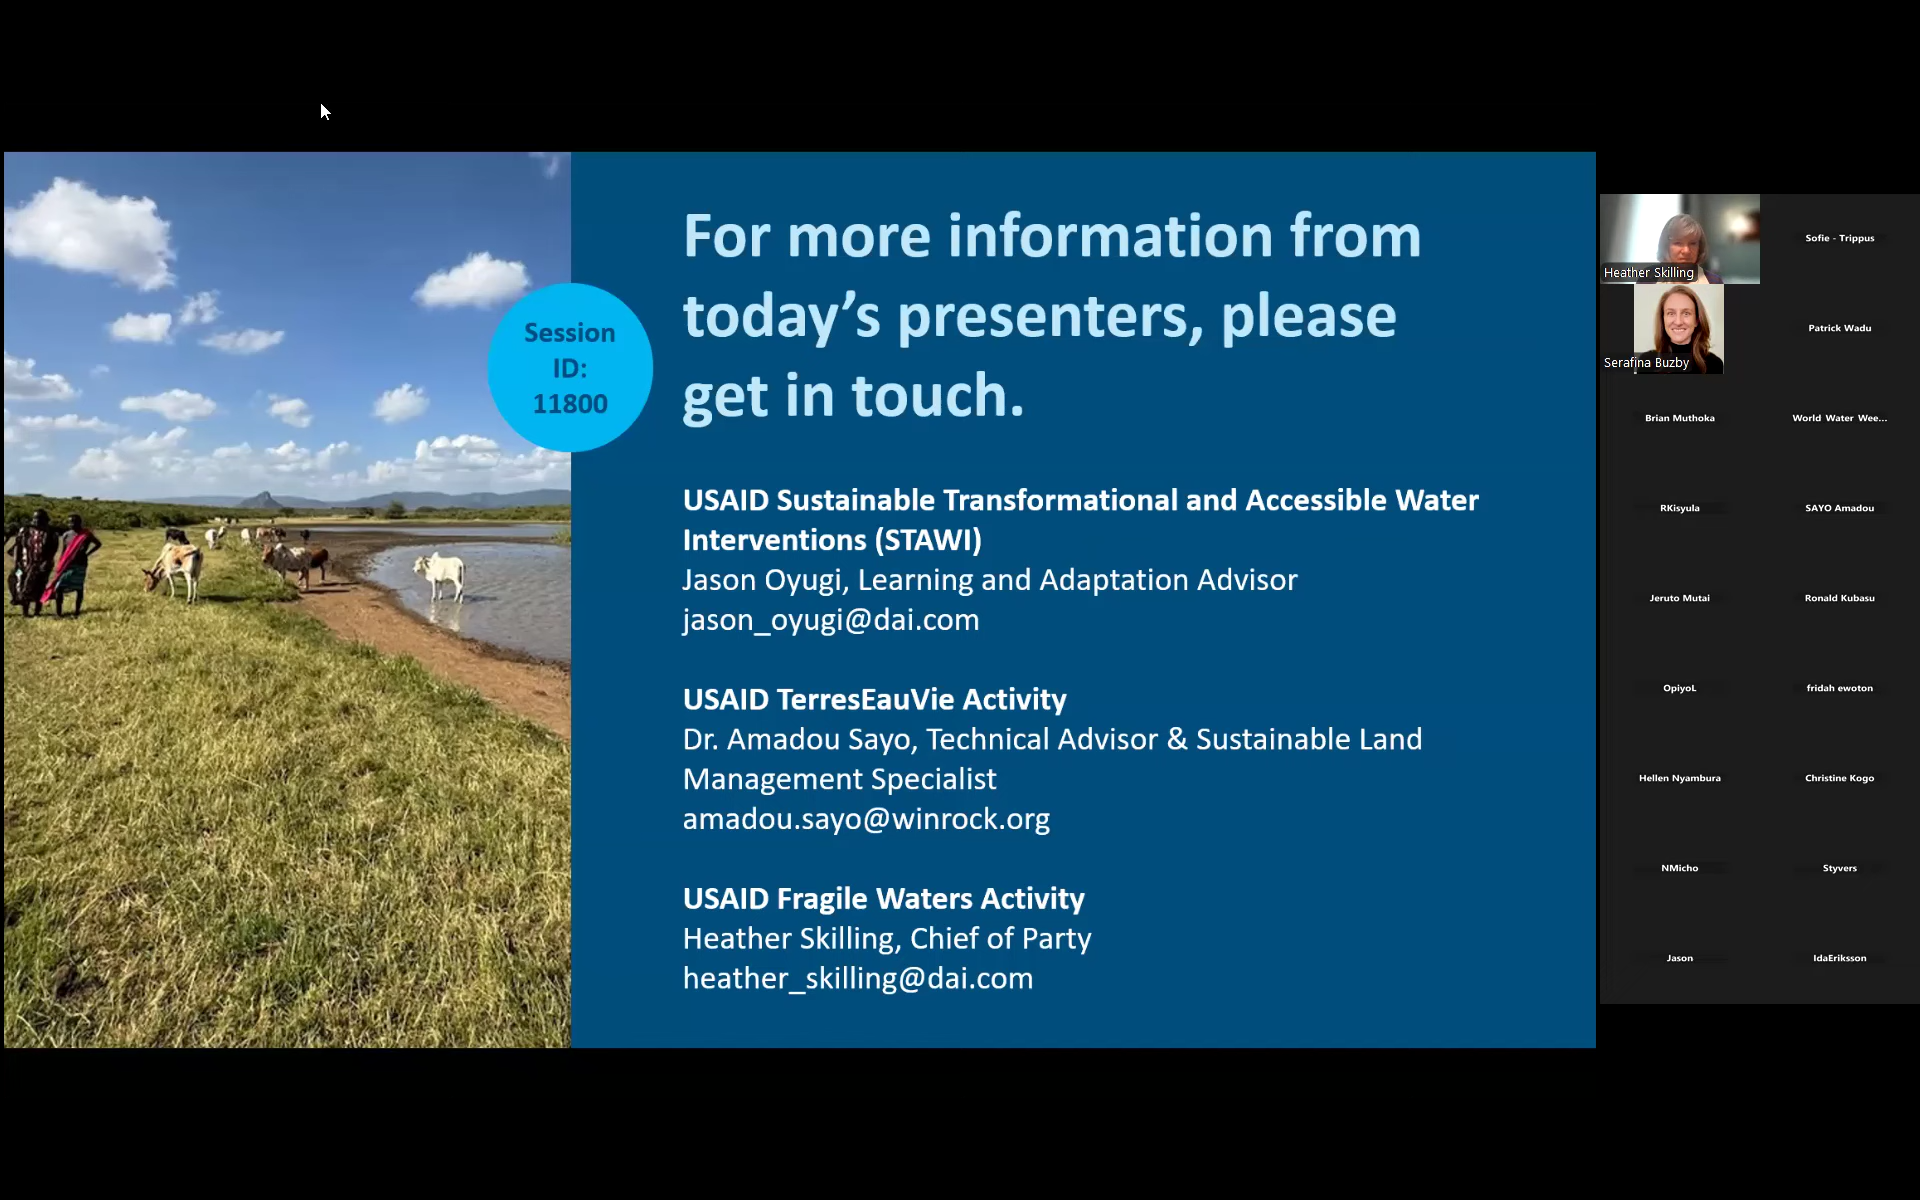 Session
ID:
11800
For more information from
today’s presenters, please
get in touch.
USAID Sustainable Transformational and Accessible Water
Interventions (STAWI)
Jason Oyugi, Learning and Adaptation Advisor
jason_oyugi@dai.com
USAID TerresEauVie Activity
Dr. Amadou Sayo, Technical Advisor & Sustainable Land
Management Specialist
amadou.sayo@winrock.org
USAID Fragile Waters Activity
Heather Skilling, Chief of Party
heather_skilling@dai.com
Heather Skilling
Sofie - Trippus
Serafina Buzby
Patrick Wadu
Brian Muthoka
World Water Wee...
RKisyula
SAYO Amadou
Jeruto Mutai
Ronald Kubasu
OpiyoL
fridah ewoton
Hellen Nyambura
Christine Kogo
NMicho
Styvers
Jason
IdaEriksson